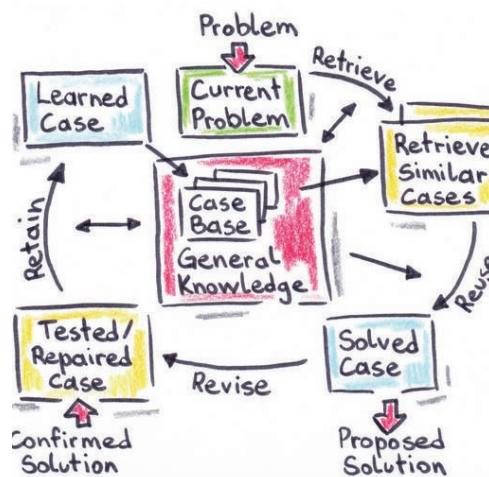 Problem
Retrieve
Learned
Case
Current
Problem
Retrieve
Similar
Cases
Case
Base
General
Knowledge
Retain
Reuse
Tested/
Repaired
Case
Revise
Solved
Case
Confirmed
Solution
Proposed
Solution